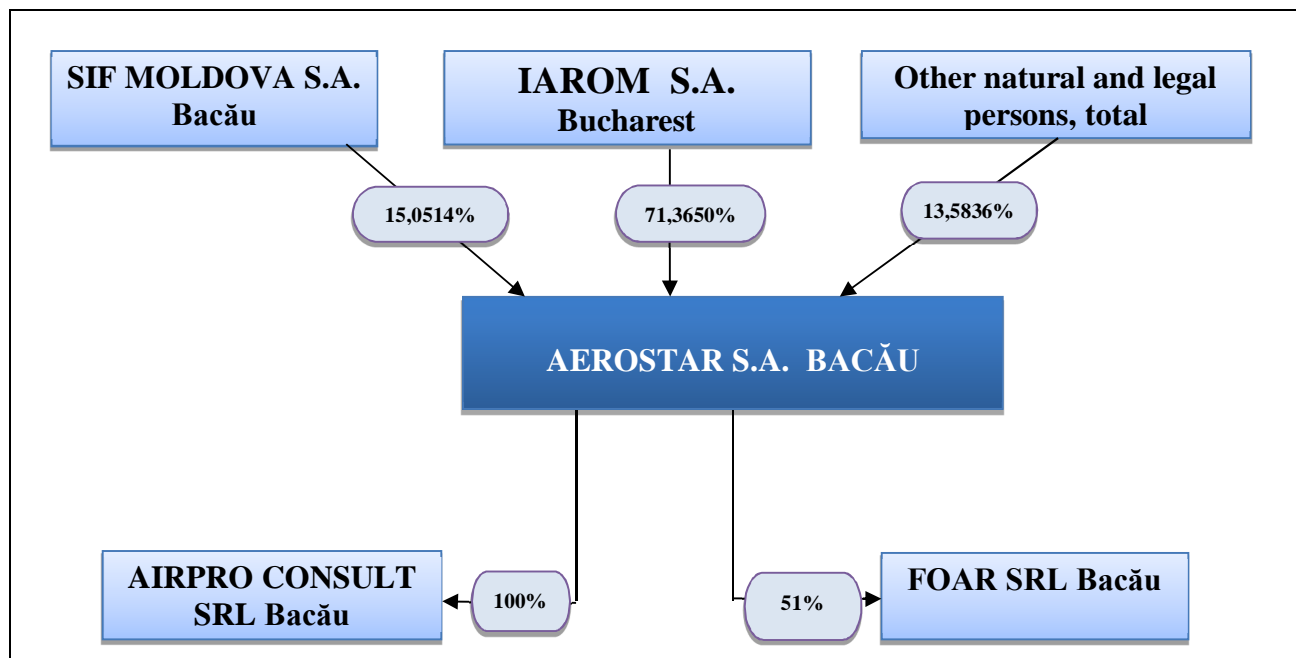 SIF MOLDOVA S.A.
Bacău
IAROM S.A.
Bucharest
Other natural and legal
persons, total
15,0514%
71,3650%
13,5836%
AEROSTAR S.A. BACĂU
AIRPRO CONSULT
SRL Bacău
100%
51%
FOAR SRL Bacău